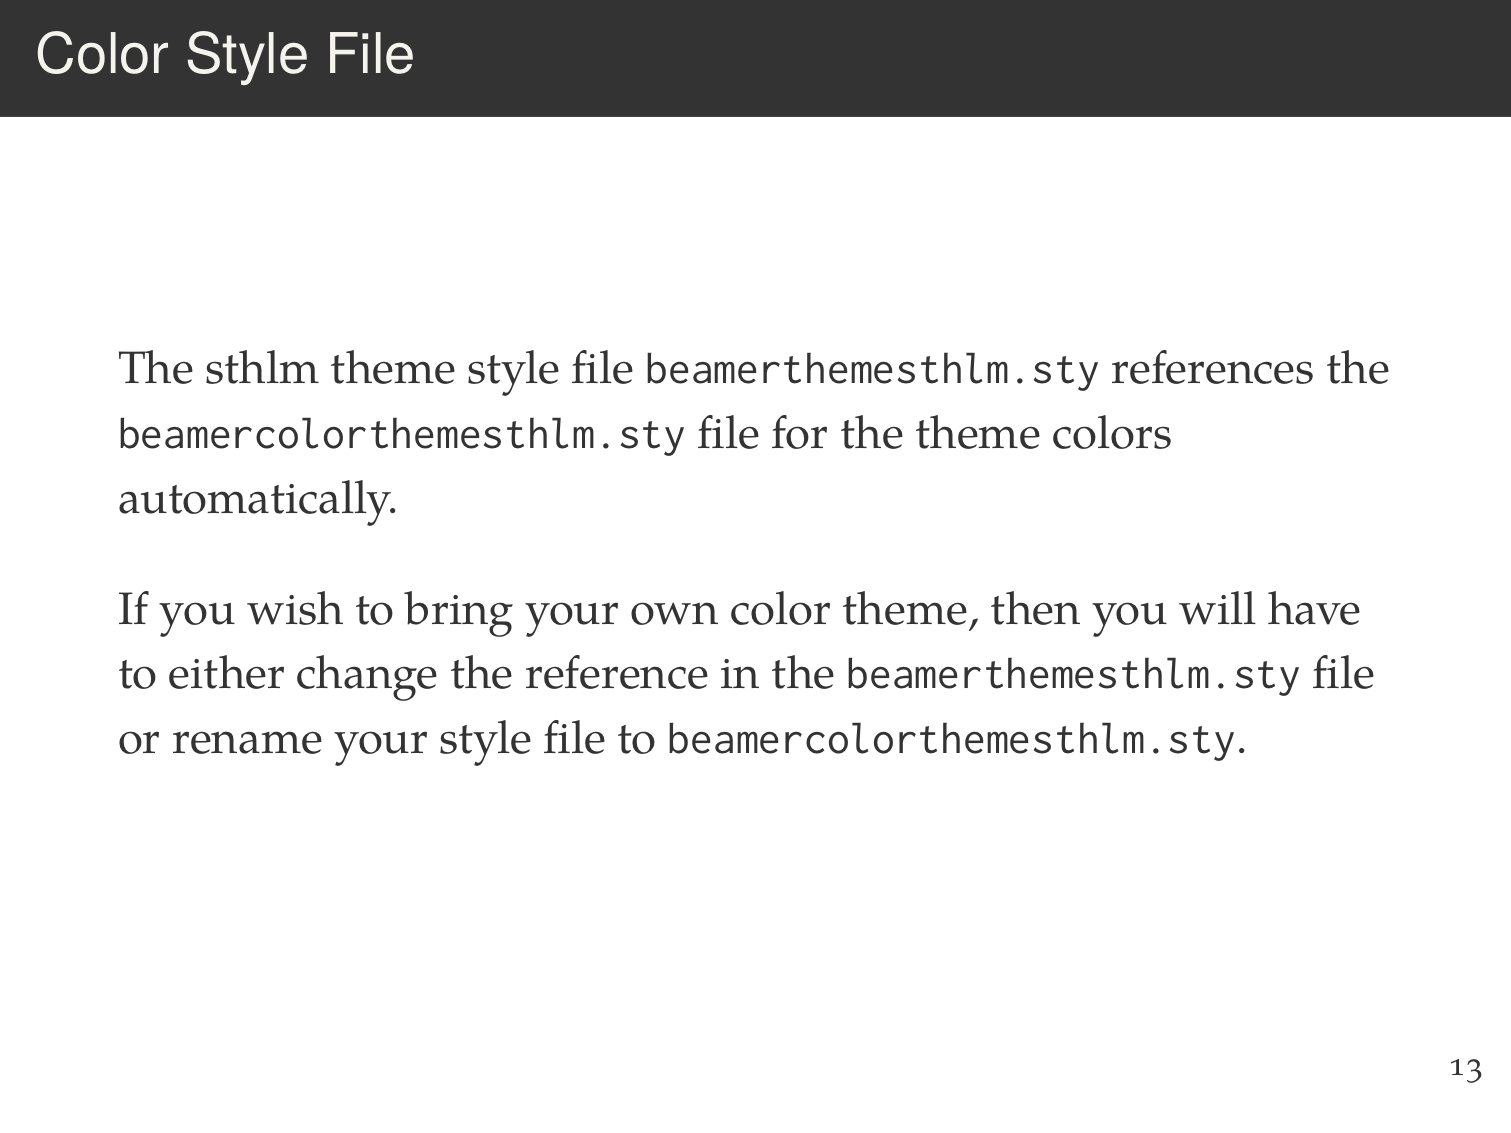 Color Style File
The sthlm theme style file beamerthemesthlm.sty references the
beamercolorthemesthlm.sty file for the theme colors
automatically.
If you wish to bring your own color theme, then you will have
to either change the reference in the beamerthemesthlm.sty file
or rename your style file to beamercolorthemesthlm.sty.
13